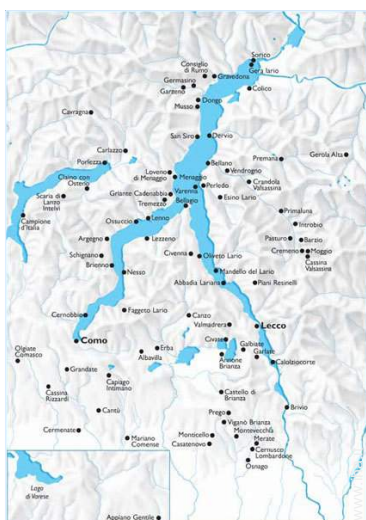 Sorico
Consiglio
di Rumo
Gravedona
Gera lario
Germasino
Garzeno
Colico
Dongo
Musso
Cavragna
San Siro
Dervio
Carlazzo
Bellano
Premana
Gerola Alta
Porlezza
Vendrogno
Claino con
Osteno
Loveno
di Menaggio
Menaggio
Crandola
Valsassina
Scaria di
Lanzo
Intelvi
Griante Cadenabbia
Varenna
Perledo
Tremezzo
Esino Lario
Bellagio
Campione
d'Italia
Ossuccio
Lenno
Primaluna
Introbio
Argegno
Lezzeno
Pasturo
Barzio
Schignano
Civenna
Oliveto Lario
Cremeno
Moggio
Cassina
Valsassina
Brienno
Nesso
Mandello del Lario
Abbadia Lariana
Piani Resinelli
Cernobbio
Faggeto Lario
Canzo
Valmadrera
Lecco
Como
Civate
Galbiate
Olgiate
Comasco
Erba
Albavilla
Annone
Brianza
Garlate
Calolziocorte
Grandate
Capiago
Intimiano
Cassina
Rizzardi
Castello di
Brianza
Cantù
Brivio
Prego
Viganò Brianza
Cermenate
Mariano
Comense
Monticello
Casatenovo
Montevecchia
Merate
Cernusco
Lombardone
Osnago
Lago
di Varese
Appiano Gentile